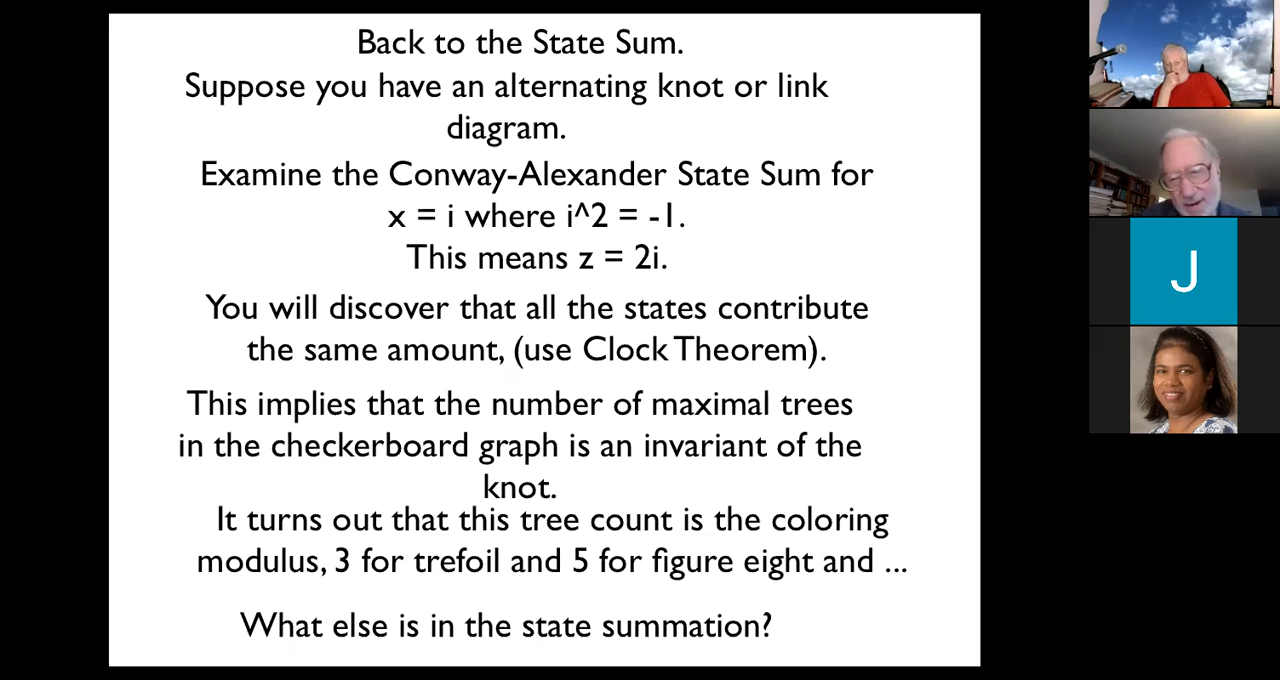 Back to the State Sum.
Suppose you have an alternating knot or link
diagram.
Examine the Conway-Alexander State Sum for
x = i where i^2 = -1.
This means z = 2i.
You will discover that all the states contribute
the same amount, (use Clock Theorem).
This implies that the number of maximal trees
in the checkerboard graph is an invariant of the
knot.
It turns out that this tree count is the coloring
modulus, 3 for trefoil and 5 for figure eight and ...
What else is in the state summation?
J